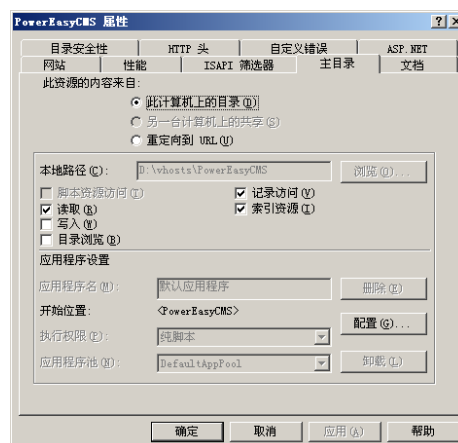 PowerEasyCMS 属性
目录安全性 HTTP 头 自定义错误 ASP.NET
网站 性能 ISAPI 筛选器 主目录 文档
此资源的内容来自:
此计算机上的目录(D)
另一台计算机上的共享(S)
重定向到 URL(U)
本地路径(C): D:\vhosts\PowerEasyCMS 浏览(O)...
脚本资源访问(T) 记录访问(V)
读取(R) 索引资源(I)
写入(W)
目录浏览(B)
应用程序设置
应用程序名(M): 默认应用程序 删除(E)
开始位置: <PowerEasyCMS>
配置(G)...
执行权限(P): 纯脚本
应用程序池(N): DefaultAppPool 卸载(L)
确定 取消 应用(A) 帮助